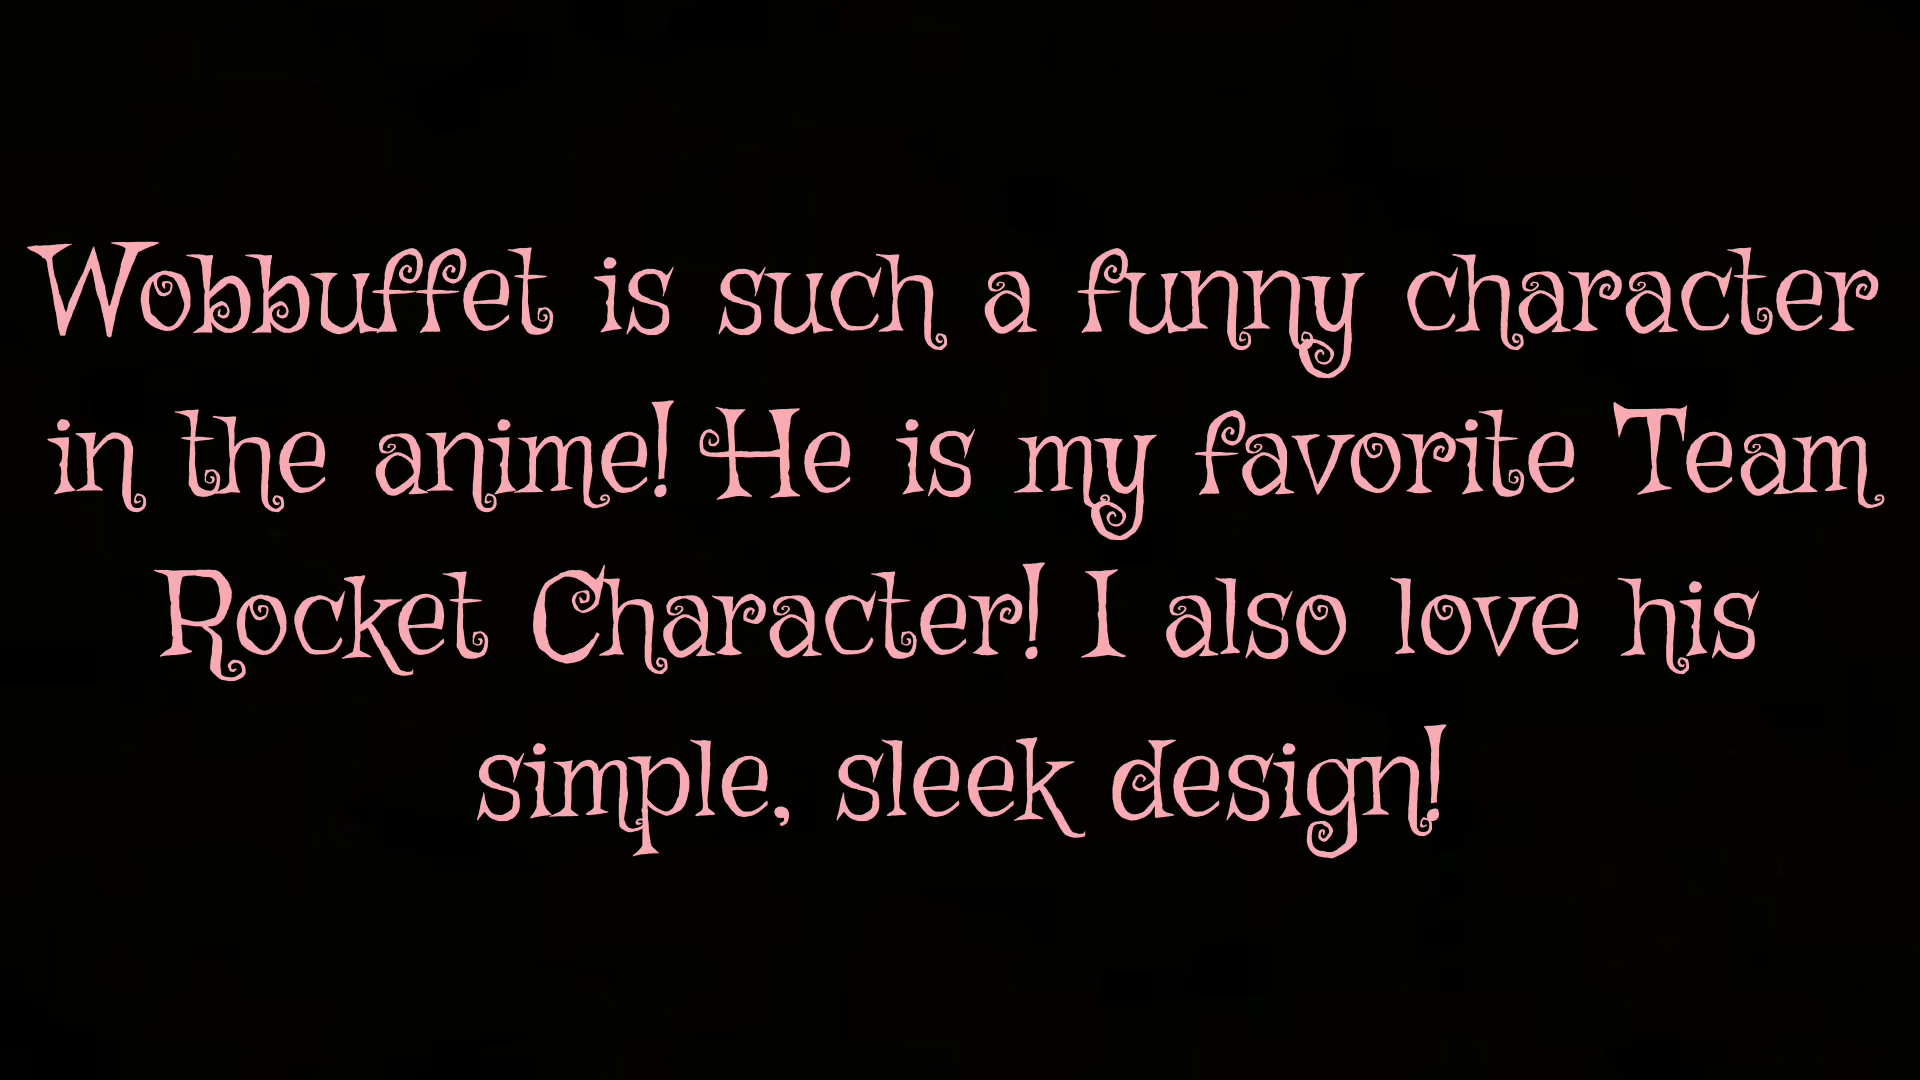 Wobbuffet is such a funny character
in the anime! He is my favorite Team
Rocket Character! I also love his
simple, sleek design!